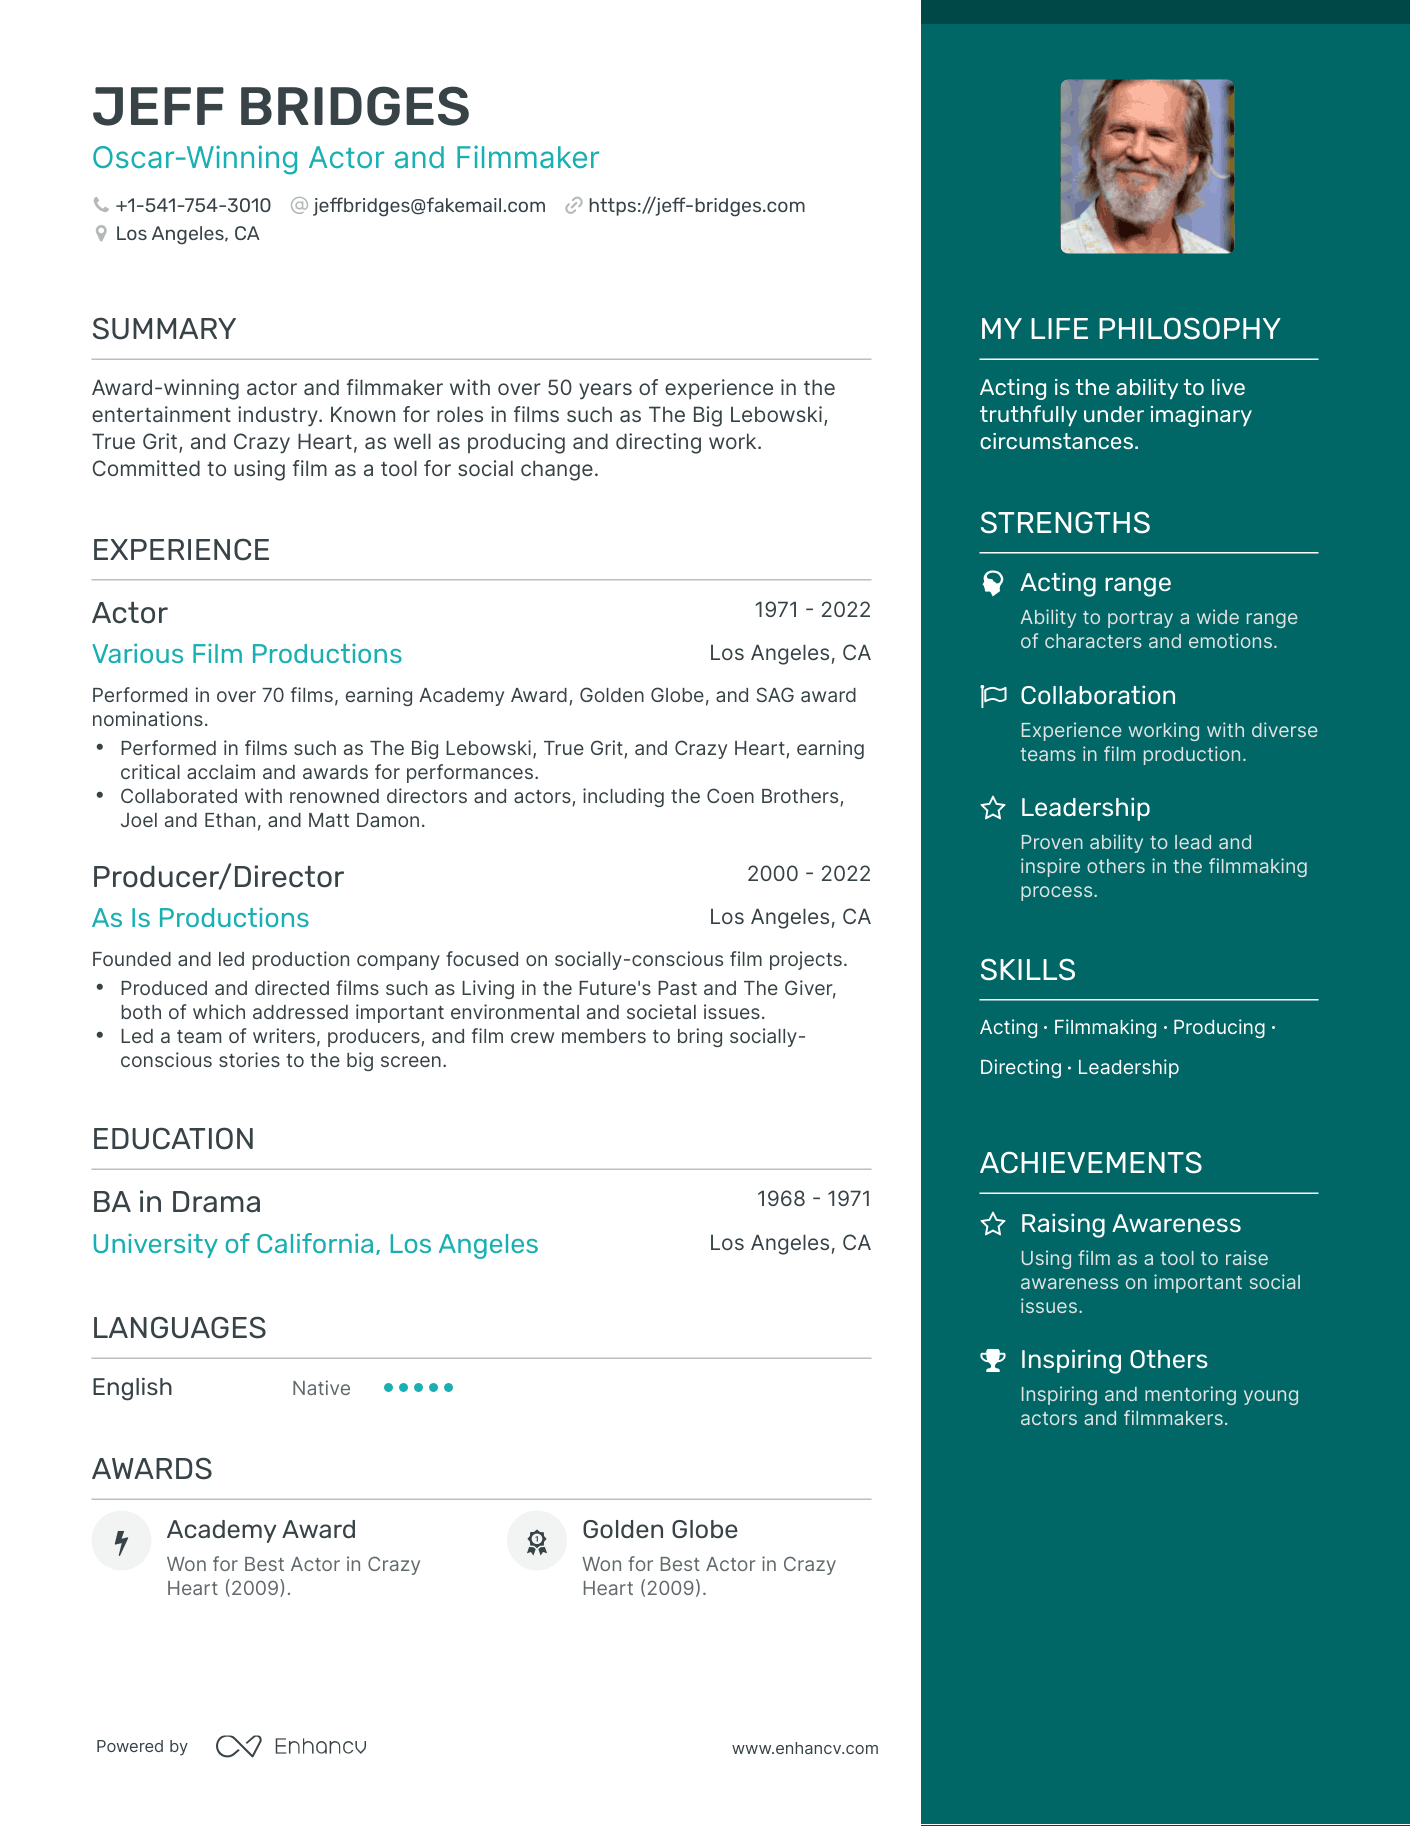 JEFF BRIDGES
Oscar-Winning Actor and Filmmaker
+1-541-754-3010 jeffbridges@fakemail.com https://jeff-bridges.com
Los Angeles, CA
SUMMARY
Award-winning actor and filmmaker with over 50 years of experience in the
entertainment industry. Known for roles in films such as The Big Lebowski,
True Grit, and Crazy Heart, as well as producing and directing work.
Committed to using film as a tool for social change.
EXPERIENCE
Actor 1971 - 2022
Various Film Productions Los Angeles, CA
Performed in over 70 films, earning Academy Award, Golden Globe, and SAG award
nominations.
• Performed in films such as The Big Lebowski, True Grit, and Crazy Heart, earning
critical acclaim and awards for performances.
• Collaborated with renowned directors and actors, including the Coen Brothers,
Joel and Ethan, and Matt Damon.
Producer/Director 2000 - 2022
As Is Productions Los Angeles, CA
Founded and led production company focused on socially-conscious film projects.
• Produced and directed films such as Living in the Future's Past and The Giver,
both of which addressed important environmental and societal issues.
• Led a team of writers, producers, and film crew members to bring socially-
conscious stories to the big screen.
EDUCATION
BA in Drama 1968 - 1971
University of California, Los Angeles Los Angeles, CA
LANGUAGES
English Native
AWARDS
Academy Award
Won for Best Actor in Crazy
Heart (2009).
Golden Globe
Won for Best Actor in Crazy
Heart (2009).
Powered by Enhancv www.enhancv.com
MY LIFE PHILOSOPHY
Acting is the ability to live
truthfully under imaginary
circumstances.
STRENGTHS
Acting range
Ability to portray a wide range
of characters and emotions.
Collaboration
Experience working with diverse
teams in film production.
Leadership
Proven ability to lead and
inspire others in the filmmaking
process.
SKILLS
Acting · Filmmaking · Producing ·
Directing · Leadership
ACHIEVEMENTS
Raising Awareness
Using film as a tool to raise
awareness on important social
issues.
Inspiring Others
Inspiring and mentoring young
actors and filmmakers.